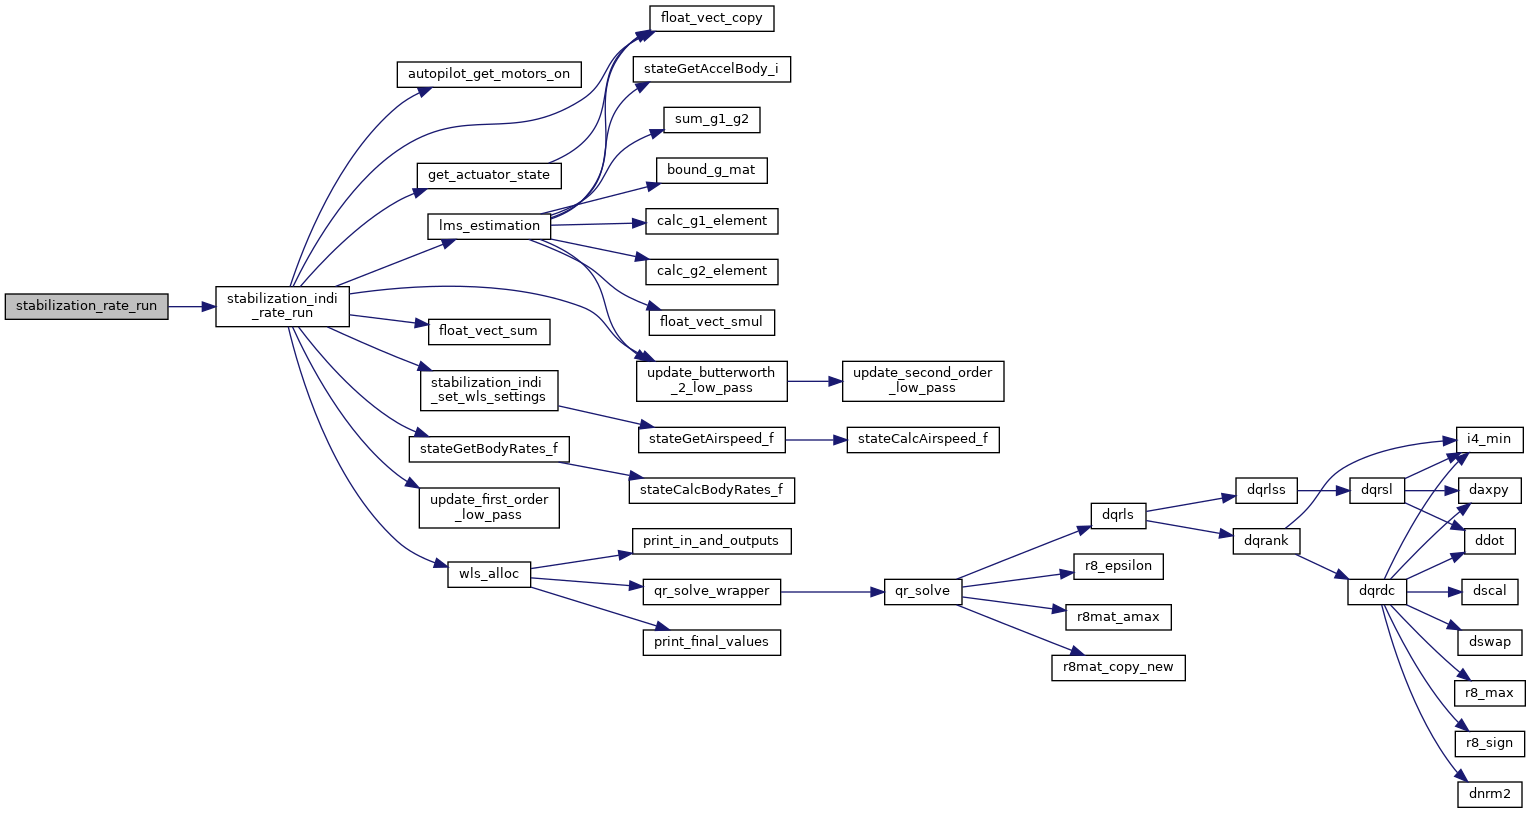 float_vect_copy
stateGetAccelBody_i
autopilot_get_motors_on
sum_g1_g2
bound_g_mat
get_actuator_state
calc_g1_element
lms_estimation
calc_g2_element
stabilization_rate_run
stabilization_indi
_rate_run
float_vect_smul
float_vect_sum
update_butterworth
_2_low_pass
update_second_order
_low_pass
stabilization_indi
_set_wls_settings
stateGetAirspeed_f
stateCalcAirspeed_f
i4_min
stateGetBodyRates_f
stateCalcBodyRates_f
dqrlss
dqrsl
daxpy
update_first_order
_low_pass
dqrls
print_in_and_outputs
dqrank
ddot
wls_alloc
r8_epsilon
qr_solve_wrapper
qr_solve
dqrdc
dscal
r8mat_amax
print_final_values
dswap
r8mat_copy_new
r8_max
r8_sign
dnrm2